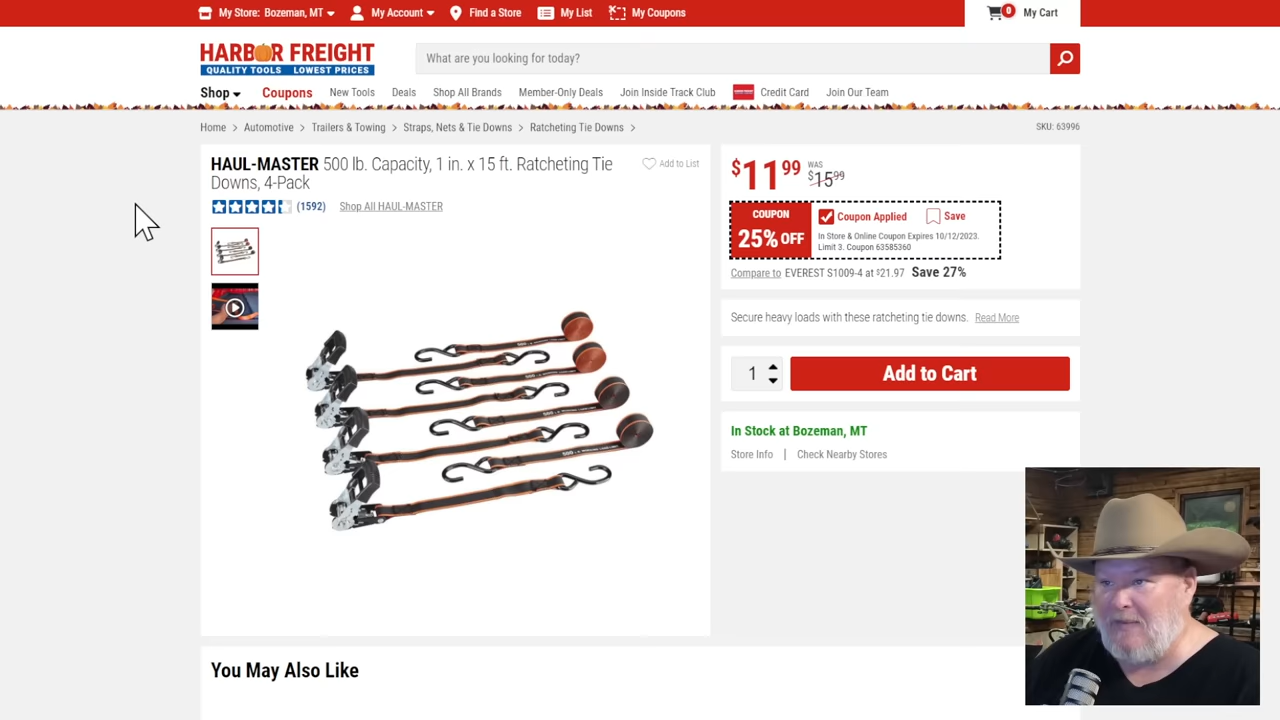 My Store: Bozeman, MT
My Account
Find a Store
My List
My Coupons
0
My Cart
HARBOR FREIGHT
QUALITY TOOLS LOWEST PRICES
What are you looking for today?
Shop
Coupons
New Tools
Deals
Shop All Brands
Member-Only Deals
Join Inside Track Club
Credit Card
Join Our Team
Home > Automotive > Trailers & Towing > Straps, Nets & Tie Downs > Ratcheting Tie Downs >
SKU: 63996
HAUL-MASTER 500 lb. Capacity, 1 in. x 15 ft. Ratcheting Tie
Downs, 4-Pack
Add to List
(1592)
Shop All HAUL-MASTER
$11 99
WAS
$15 99
COUPON
25% OFF
Coupon Applied
Save
In Store & Online Coupon Expires 10/12/2023.
Limit 3. Coupon 63585360
Compare to EVEREST S1009-4 at $21.97 Save 27%
Secure heavy loads with these ratcheting tie downs. Read More
1
Add to Cart
In Stock at Bozeman, MT
Store Info | Check Nearby Stores
You May Also Like